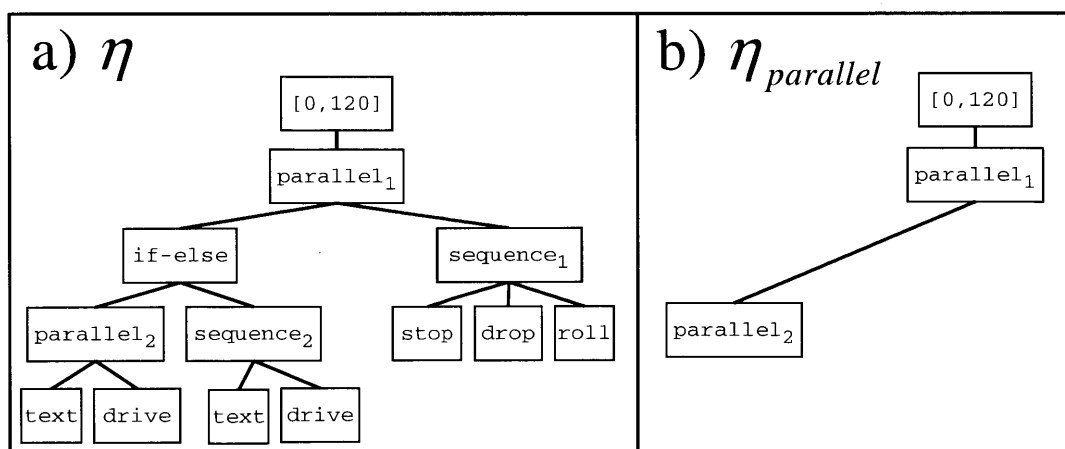 a) η
[0,120]
parallel₁
if-else sequence₁
parallel₂ sequence₂ stop drop roll
text drive text drive
b) η parallel
[0,120]
parallel₁
parallel₂